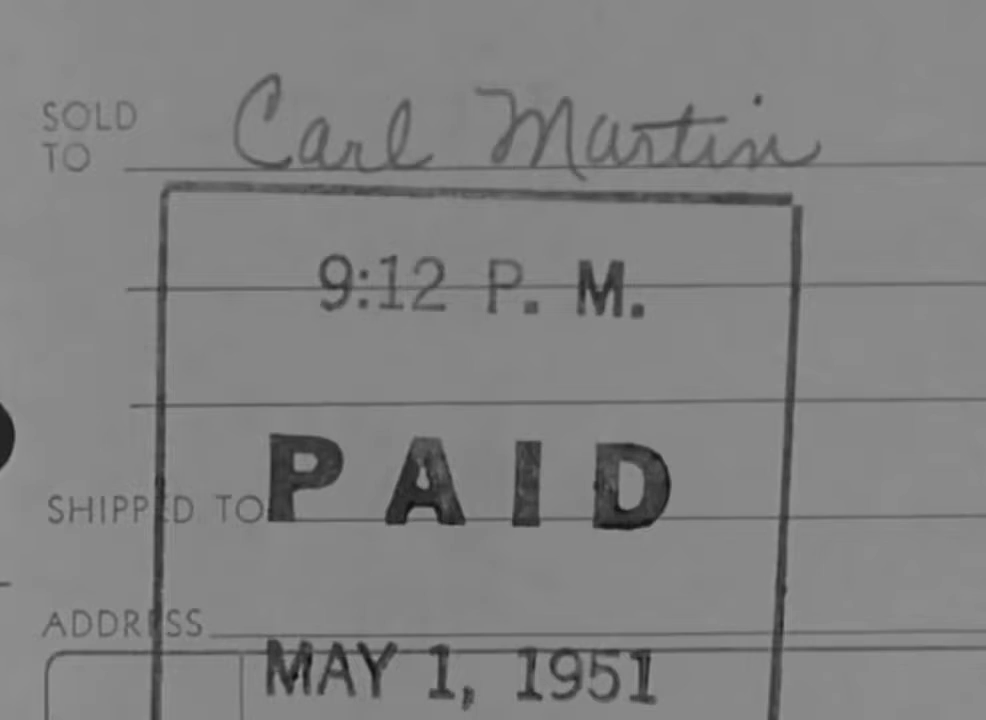 SOLD
TO Carl Martin
9:12 P. M.
PAID
SHIPPED TO
ADDRESS
MAY 1, 1951